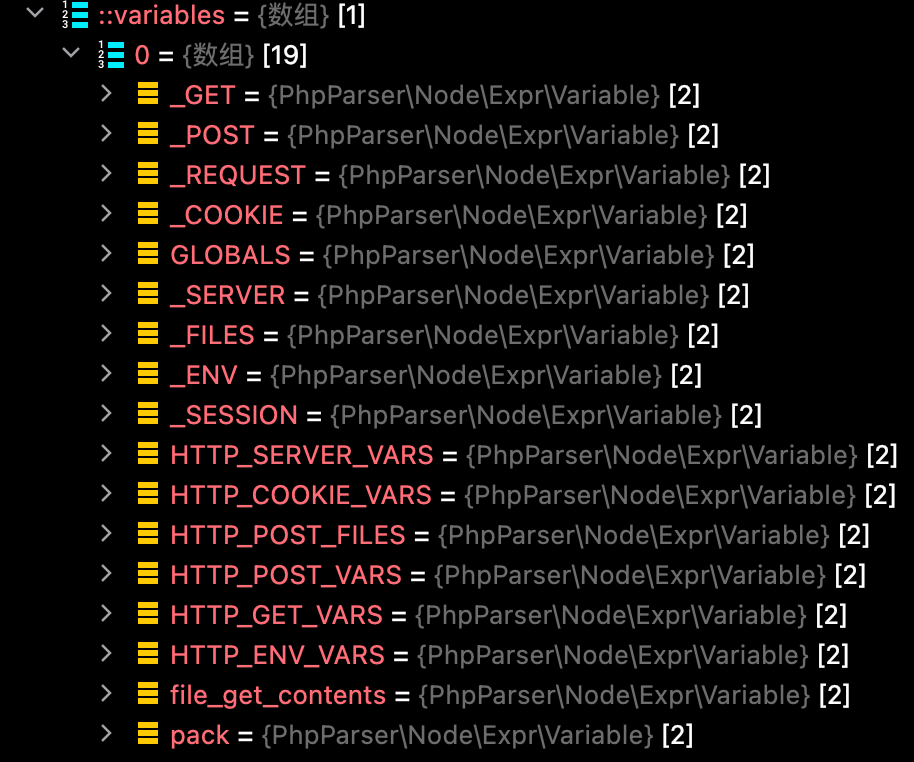 ::variables = {数组} [1]
0 = {数组} [19]
_GET = {PhpParser\Node\Expr\Variable} [2]
_POST = {PhpParser\Node\Expr\Variable} [2]
_REQUEST = {PhpParser\Node\Expr\Variable} [2]
_COOKIE = {PhpParser\Node\Expr\Variable} [2]
GLOBALS = {PhpParser\Node\Expr\Variable} [2]
_SERVER = {PhpParser\Node\Expr\Variable} [2]
_FILES = {PhpParser\Node\Expr\Variable} [2]
_ENV = {PhpParser\Node\Expr\Variable} [2]
_SESSION = {PhpParser\Node\Expr\Variable} [2]
HTTP_SERVER_VARS = {PhpParser\Node\Expr\Variable} [2]
HTTP_COOKIE_VARS = {PhpParser\Node\Expr\Variable} [2]
HTTP_POST_FILES = {PhpParser\Node\Expr\Variable} [2]
HTTP_POST_VARS = {PhpParser\Node\Expr\Variable} [2]
HTTP_GET_VARS = {PhpParser\Node\Expr\Variable} [2]
HTTP_ENV_VARS = {PhpParser\Node\Expr\Variable} [2]
file_get_contents = {PhpParser\Node\Expr\Variable} [2]
pack = {PhpParser\Node\Expr\Variable} [2]